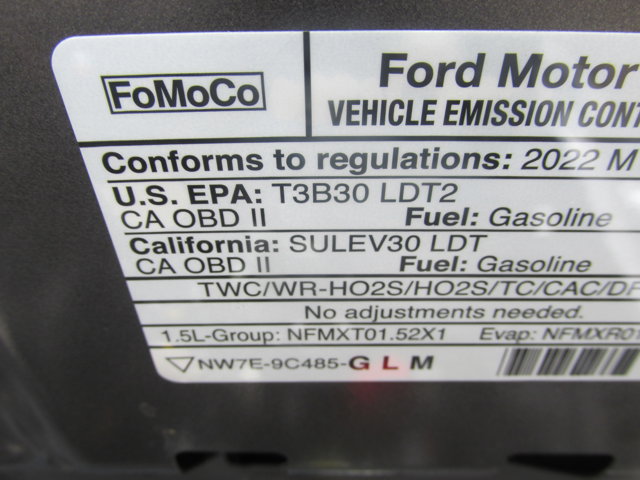 FoMoCo
Ford Motor
VEHICLE EMISSION CONT
Conforms to regulations: 2022 M
U.S. EPA: T3B30 LDT2
CA OBD II Fuel: Gasoline
California: SULEV30 LDT
CA OBD II Fuel: Gasoline
TWC/WR-HO2S/HO2S/TC/CAC/DF
No adjustments needed.
1.5L-Group: NFMXT01.52X1 Evap: NFMXR01
NW7E-9C485-G L M